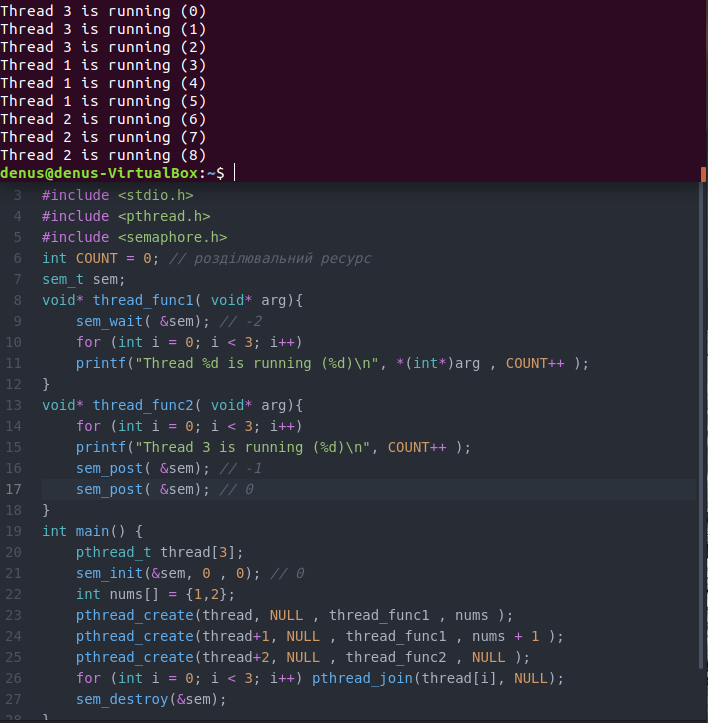 Thread 3 is running (0)
Thread 3 is running (1)
Thread 3 is running (2)
Thread 1 is running (3)
Thread 1 is running (4)
Thread 1 is running (5)
Thread 2 is running (6)
Thread 2 is running (7)
Thread 2 is running (8)
denus@denus-VirtualBox:~$
3 #include <stdio.h>
4 #include <pthread.h>
5 #include <semaphore.h>
6 int COUNT = 0; // розділювальний ресурс
7 sem_t sem;
8 void* thread_func1( void* arg){
9     sem_wait( &sem); // -2
10     for (int i = 0; i < 3; i++)
11     printf("Thread %d is running (%d)\n", *(int*)arg , COUNT++ );
12 }
13 void* thread_func2( void* arg){
14     for (int i = 0; i < 3; i++)
15     printf("Thread 3 is running (%d)\n", COUNT++ );
16     sem_post( &sem); // -1
17     sem_post( &sem); // 0
18 }
19 int main() {
20     pthread_t thread[3];
21     sem_init(&sem, 0 , 0); // 0
22     int nums[] = {1,2};
23     pthread_create(thread, NULL , thread_func1 , nums );
24     pthread_create(thread+1, NULL , thread_func1 , nums + 1 );
25     pthread_create(thread+2, NULL , thread_func2 , NULL );
26     for (int i = 0; i < 3; i++) pthread_join(thread[i], NULL);
27     sem_destroy(&sem);
28 }